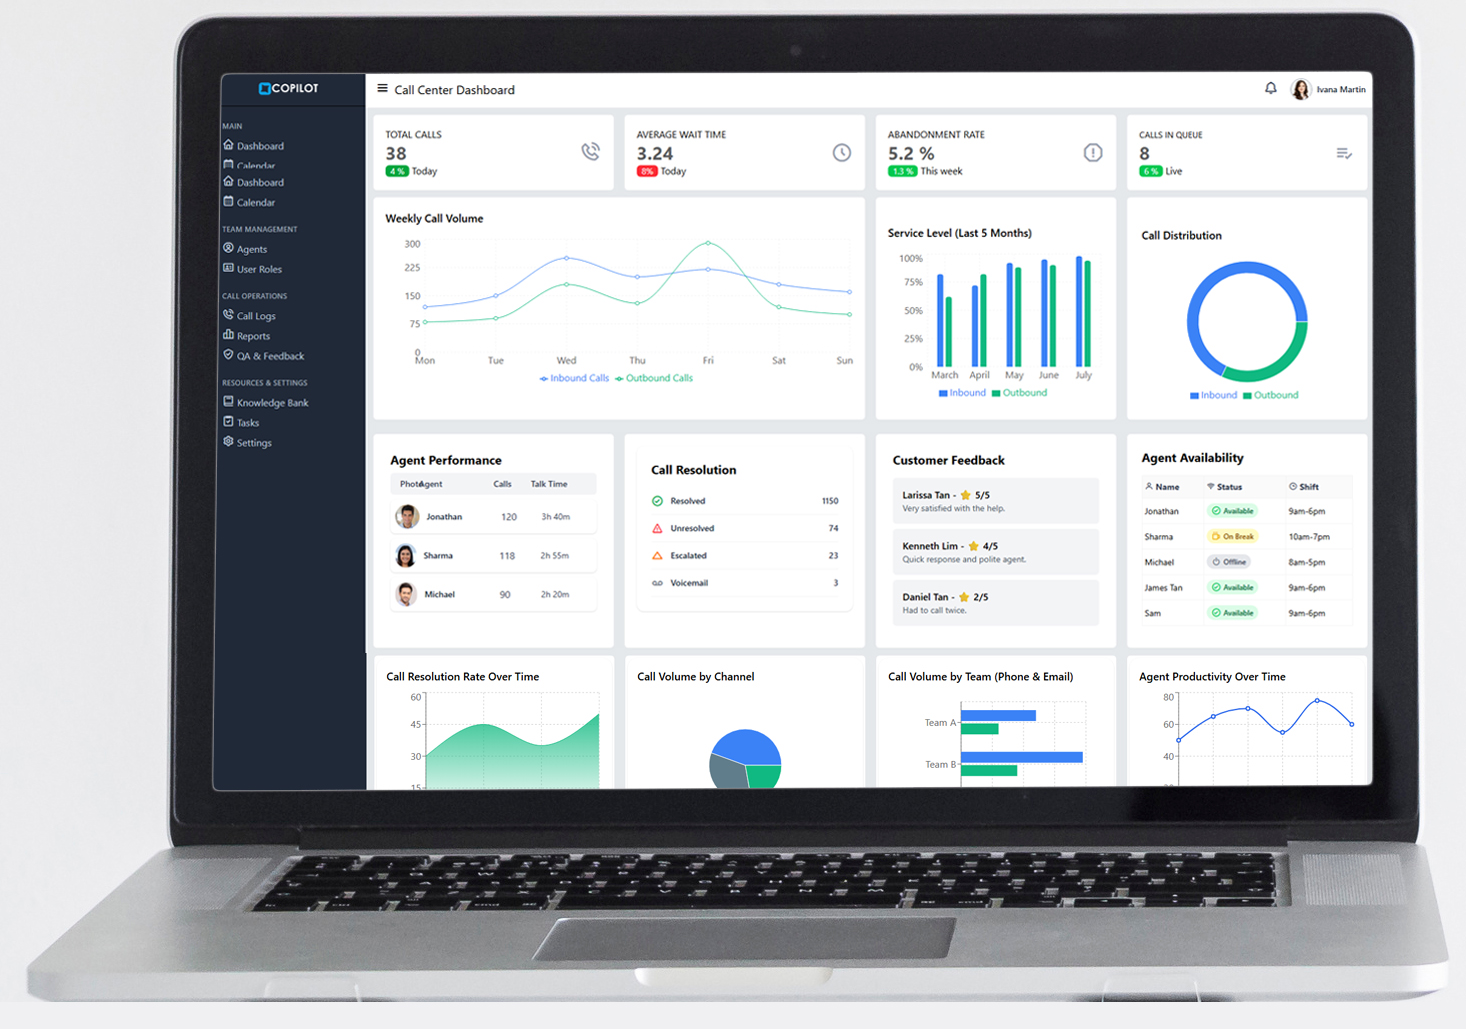 COPILOT
Call Center Dashboard
Ivana Martin
MAIN
Dashboard
Calendar
Dashboard
Calendar
TEAM MANAGEMENT
Agents
User Roles
CALL OPERATIONS
Call Logs
Reports
QA & Feedback
RESOURCES & SETTINGS
Knowledge Bank
Tasks
Settings
TOTAL CALLS
38
4 % Today
AVERAGE WAIT TIME
3.24
8% Today
ABANDONMENT RATE
5.2 %
1.3 % This week
CALLS IN QUEUE
8
6 % Live
Weekly Call Volume
300
225
150
75
0
Mon Tue Wed Thu Fri Sat Sun
Inbound Calls Outbound Calls
Service Level (Last 5 Months)
100%
75%
50%
25%
0%
March April May June July
Inbound Outbound
Call Distribution
Inbound Outbound
Agent Performance
Photo Agent Calls Talk Time
Jonathan 120 3h 40m
Sharma 118 2h 55m
Michael 90 2h 20m
Call Resolution
Resolved 1150
Unresolved 74
Escalated 23
Voicemail 3
Customer Feedback
Larissa Tan - ⭐ 5/5
Very satisfied with the help.
Kenneth Lim - ⭐ 4/5
Quick response and polite agent.
Daniel Tan - ⭐ 2/5
Had to call twice.
Agent Availability
Name Status Shift
Jonathan Available 9am-6pm
Sharma On Break 10am-7pm
Michael Offline 8am-5pm
James Tan Available 9am-6pm
Sam Available 9am-6pm
Call Resolution Rate Over Time
60
45
30
15
Call Volume by Channel
Call Volume by Team (Phone & Email)
Team A
Team B
Agent Productivity Over Time
80
60
40